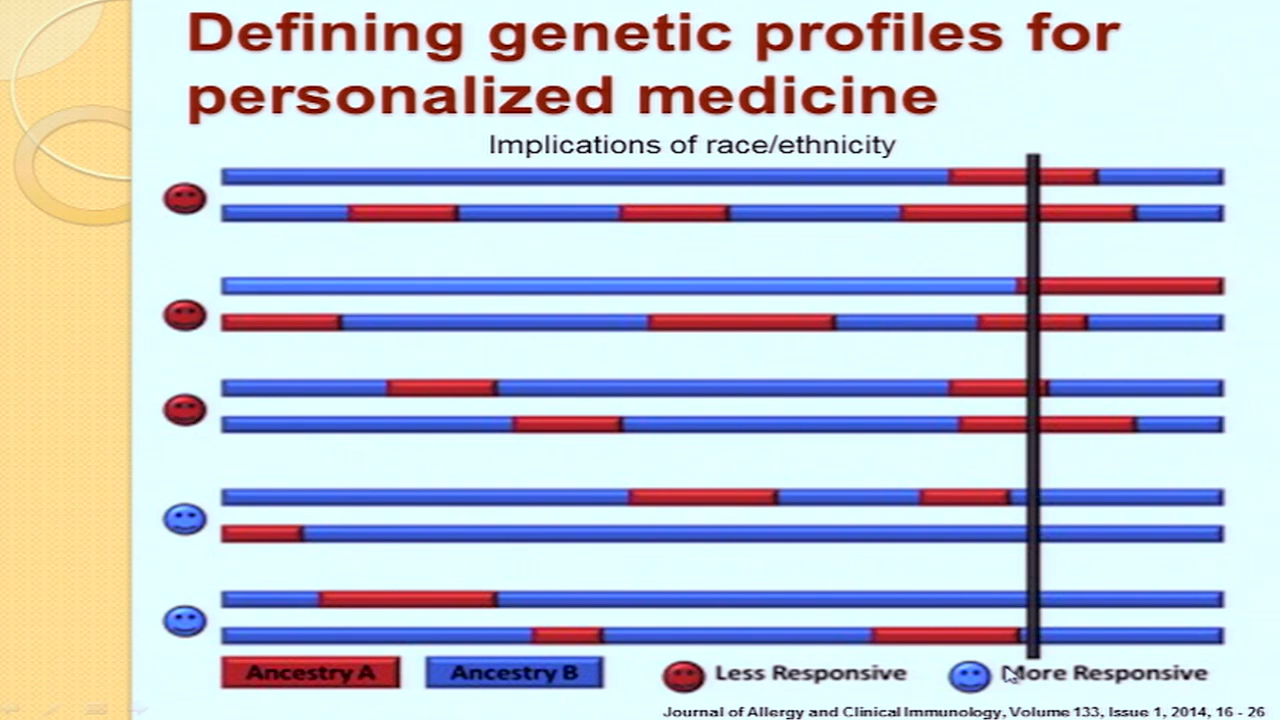 Defining genetic profiles for
personalized medicine
Implications of race/ethnicity
Ancestry A Ancestry B Less Responsive More Responsive
Journal of Allergy and Clinical Immunology, Volume 133, Issue 1, 2014, 16 - 26